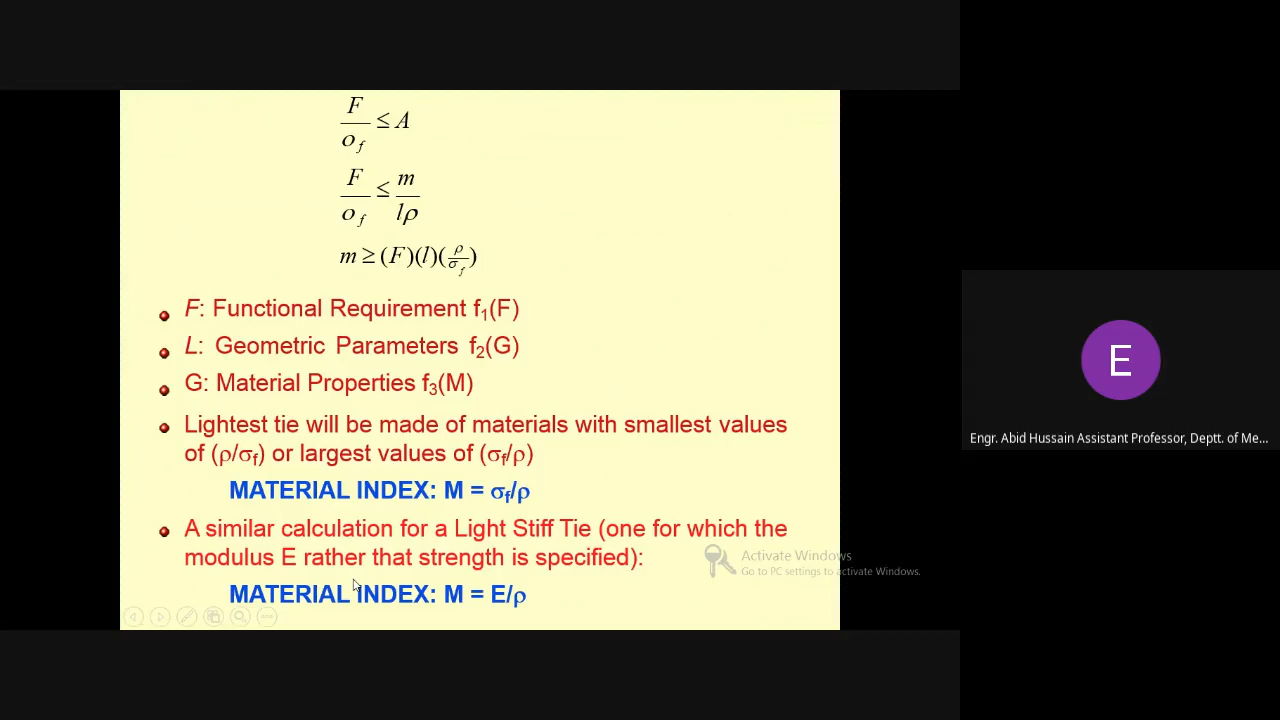 F/σf ≤ A
F/σf ≤ m/lρ
m ≥ (F)(l)(ρ/σf)
F: Functional Requirement f1(F)
L: Geometric Parameters f2(G)
G: Material Properties f3(M)
Lightest tie will be made of materials with smallest values
of (ρ/σf) or largest values of (σf/ρ)
MATERIAL INDEX: M = σf/ρ
A similar calculation for a Light Stiff Tie (one for which the
modulus E rather that strength is specified):
MATERIAL INDEX: M = E/ρ
Activate Windows
Go to PC settings to activate Windows.
E
Engr. Abid Hussain Assistant Professor, Deptt. of Me...